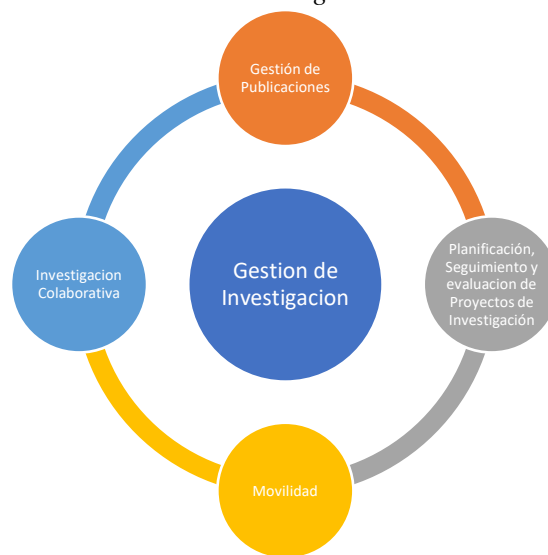 Gestión de
Publicaciones
Investigacion
Colaborativa
Gestion de
Investigacion
Planificación,
Seguimiento y
evaluacion de
Proyectos de
Investigación
Movilidad